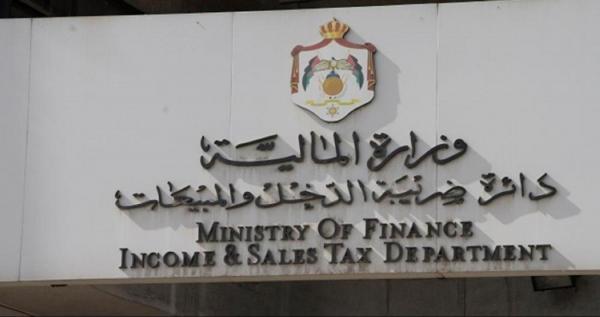 وزارة المالية
دائرة ضريبة الدخل والمبيعات
MINISTRY OF FINANCE
INCOME & SALES TAX DEPARTMENT